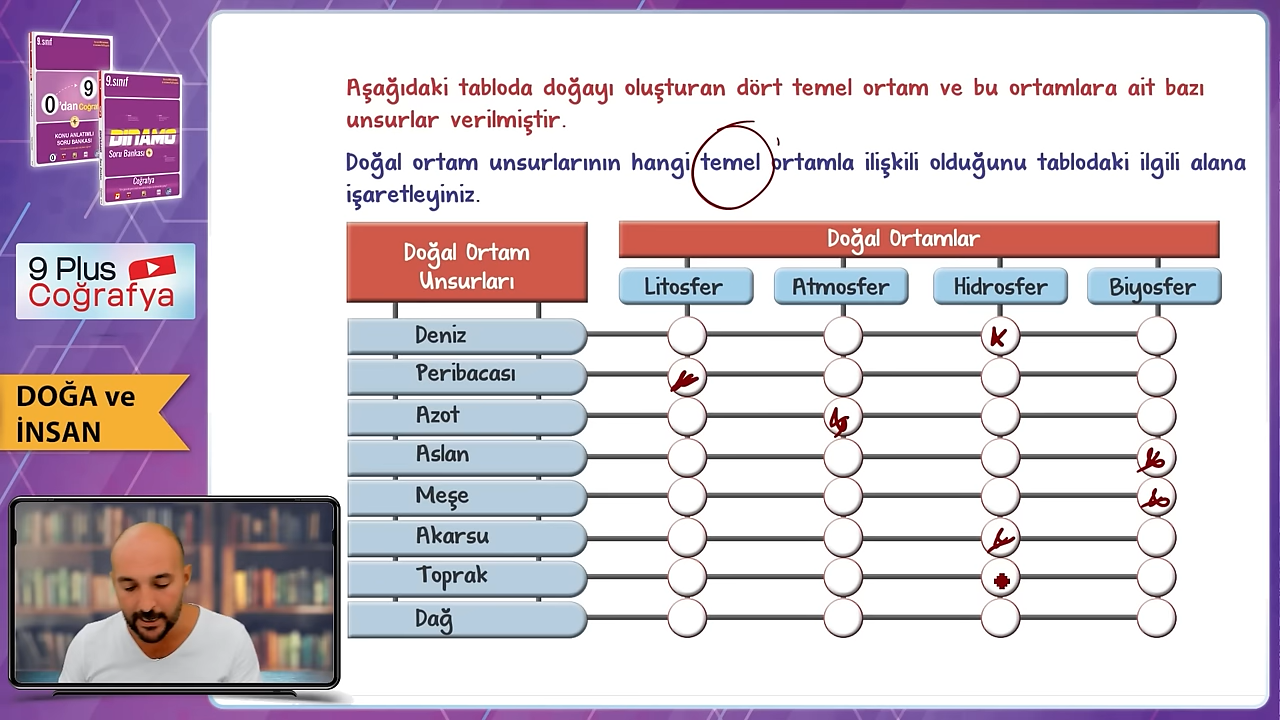 9.sınıf
9
0'dan Coğrafya
KONU ANLATIMLI
SORU BANKASI
9.sınıf
DİNAMO
Soru Bankası
Coğrafya
9 Plus
Coğrafya
DOĞA ve
İNSAN
Aşağıdaki tabloda doğayı oluşturan dört temel ortam ve bu ortamlara ait bazı
unsurlar verilmiştir.
Doğal ortam unsurlarının hangi temel ortamla ilişkili olduğunu tablodaki ilgili alana
işaretleyiniz.
Doğal Ortam
Unsurları
Doğal Ortamlar
Litosfer Atmosfer Hidrosfer Biyosfer
Deniz
Peribacası
Azot
Aslan
Meşe
Akarsu
Toprak
Dağ